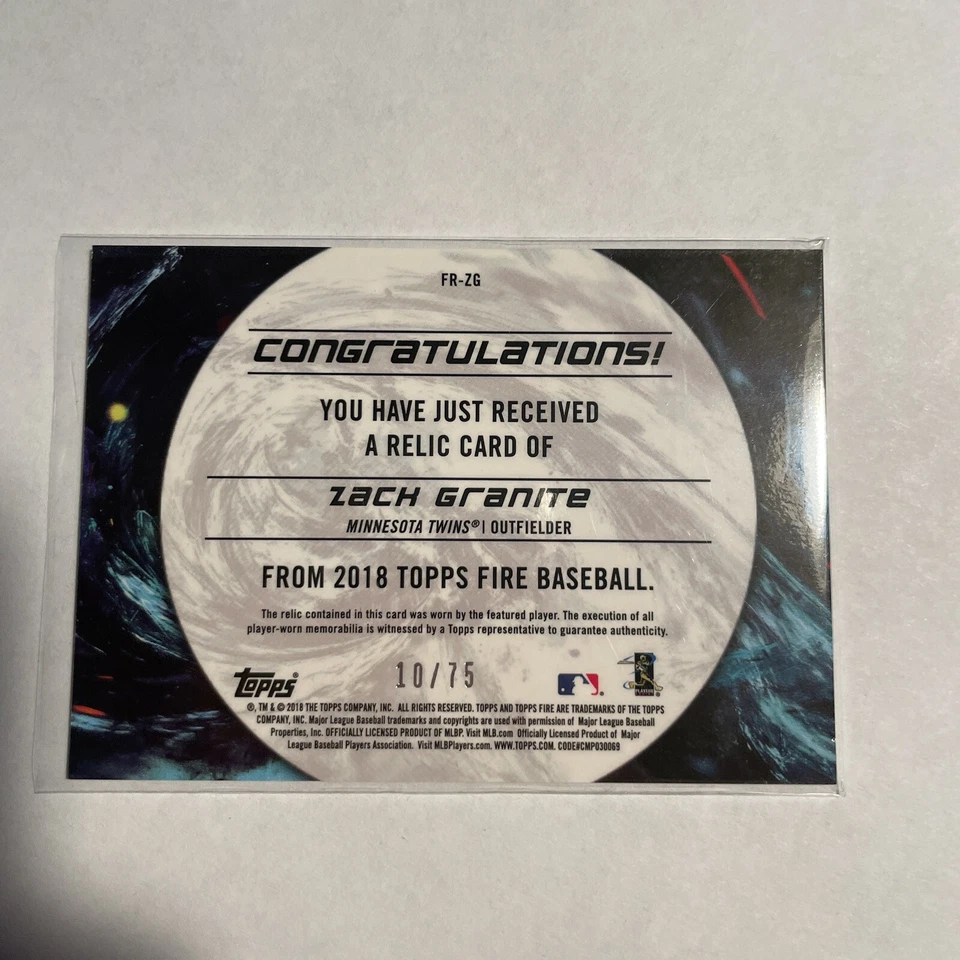 FR-ZG
CONGRATULATIONS!
YOU HAVE JUST RECEIVED
A RELIC CARD OF
ZACK GRANITE
MINNESOTA TWINS® | OUTFIELDER
FROM 2018 TOPPS FIRE BASEBALL.
The relic contained in this card was worn by the featured player. The execution of all
player-worn memorabilia is witnessed by a Topps representative to guarantee authenticity.
topps®
10/75
®, TM & © 2018 THE TOPPS COMPANY, INC. ALL RIGHTS RESERVED. TOPPS AND TOPPS FIRE ARE TRADEMARKS OF THE TOPPS
COMPANY, INC. Major League Baseball trademarks and copyrights are used with permission of Major League Baseball
Properties, Inc. OFFICIALLY LICENSED PRODUCT OF MLBP. Visit MLB.com Officially Licensed Product of Major
League Baseball Players Association. Visit MLBPlayers.com. WWW.TOPPS.COM. CODE#CMP030069